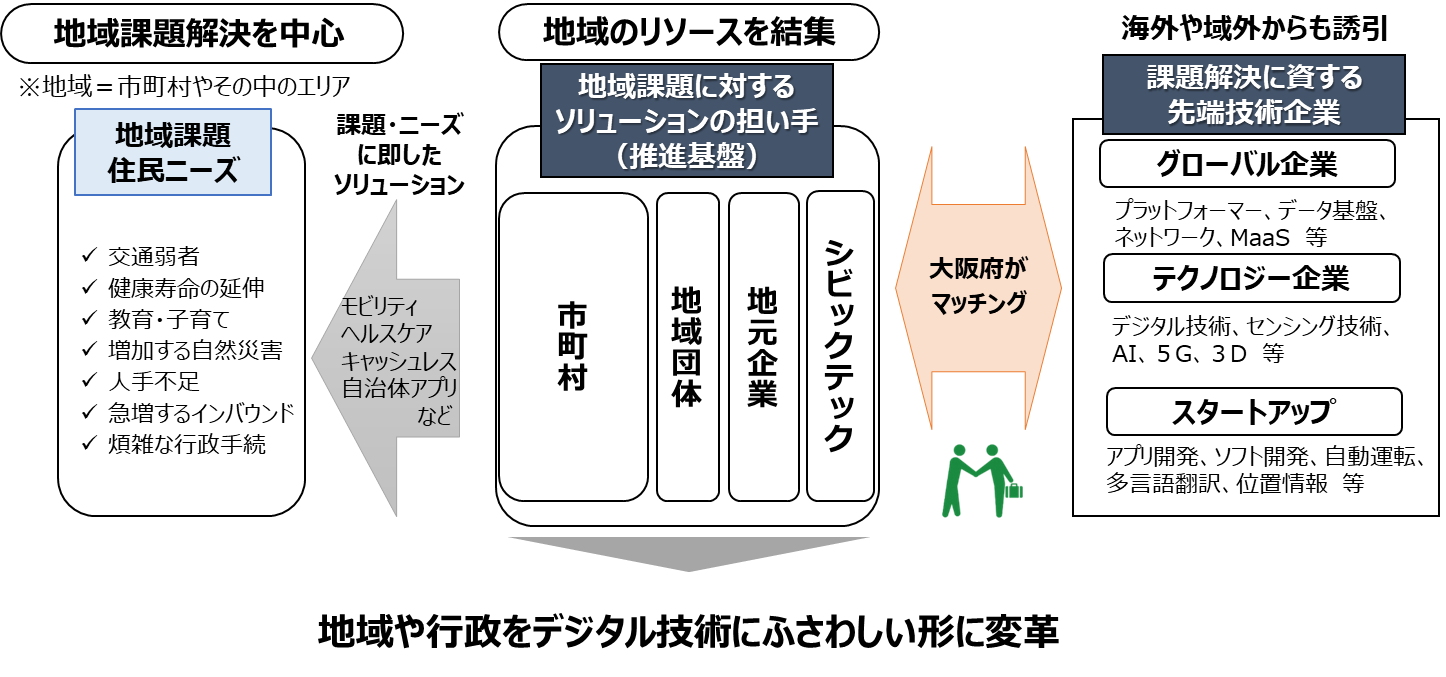 地域課題解決を中心
※地域＝市町村やその中のエリア
地域課題
住民ニーズ
✓ 交通弱者
✓ 健康寿命の延伸
✓ 教育・子育て
✓ 増加する自然災害
✓ 人手不足
✓ 急増するインバウンド
✓ 煩雑な行政手続
課題・ニーズ
に即した
ソリューション
モビリティ
ヘルスケア
キャッシュレス
自治体アプリ
など
地域のリソースを結集
地域課題に対する
ソリューションの担い手
（推進基盤）
市町村
地域団体
地元企業
シビックテック
大阪府が
マッチング
海外や域外からも誘引
課題解決に資する
先端技術企業
グローバル企業
プラットフォーマー、データ基盤、
ネットワーク、MaaS 等
テクノロジー企業
デジタル技術、センシング技術、
AI、５G、３D 等
スタートアップ
アプリ開発、ソフト開発、自動運転、
多言語翻訳、位置情報 等
地域や行政をデジタル技術にふさわしい形に変革